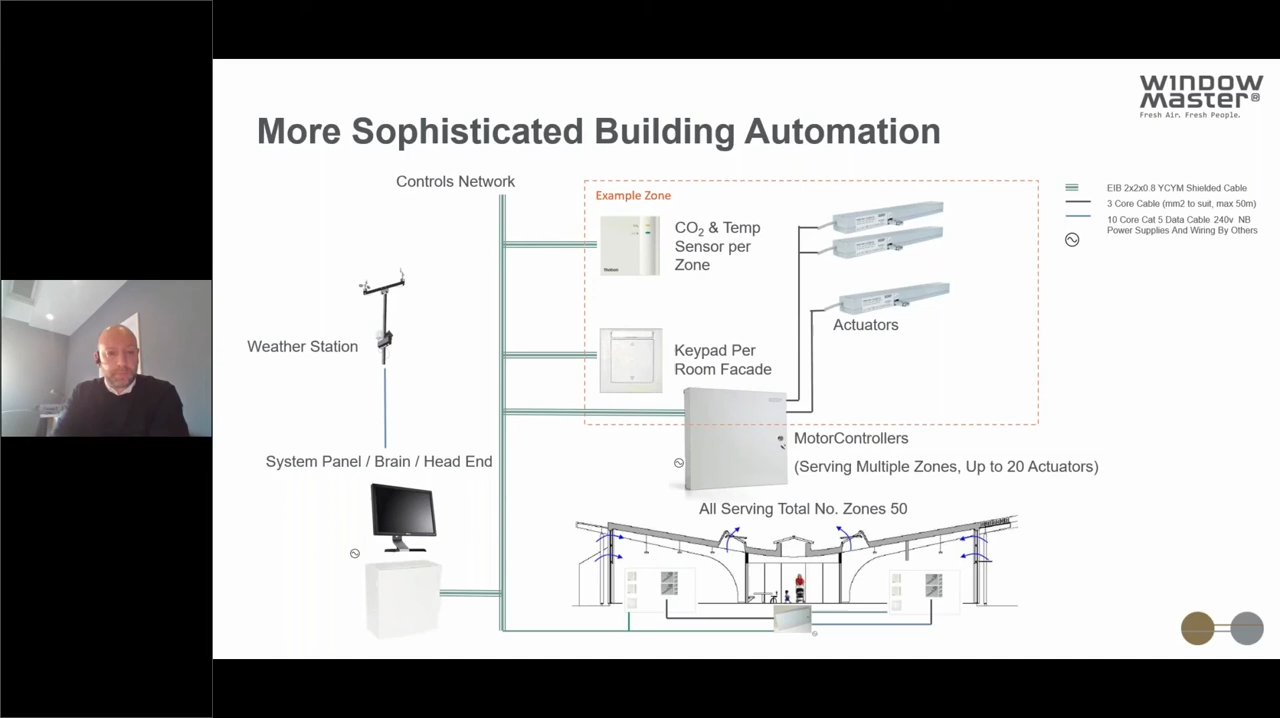 WINDOW
MASTER®
Fresh Air. Fresh People.
More Sophisticated Building Automation
Controls Network
Example Zone
CO₂ & Temp
Sensor per
Zone
EIB 2x2x0.8 YCYM Shielded Cable
3 Core Cable (mm2 to suit, max 50m)
10 Core Cat 5 Data Cable 240v NB
Power Supplies And Wiring By Others
Actuators
Weather Station
Keypad Per
Room Facade
MotorControllers
(Serving Multiple Zones, Up to 20 Actuators)
System Panel / Brain / Head End
All Serving Total No. Zones 50